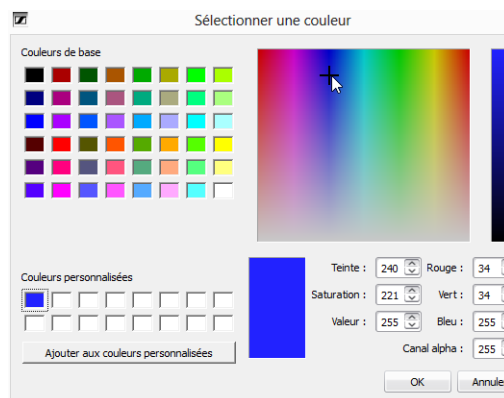 Sélectionner une couleur
Couleurs de base
Couleurs personnalisées
Ajouter aux couleurs personnalisées
Teinte : 240 Rouge : 34
Saturation : 221 Vert : 34
Valeur : 255 Bleu : 255
Canal alpha : 255
OK Annule